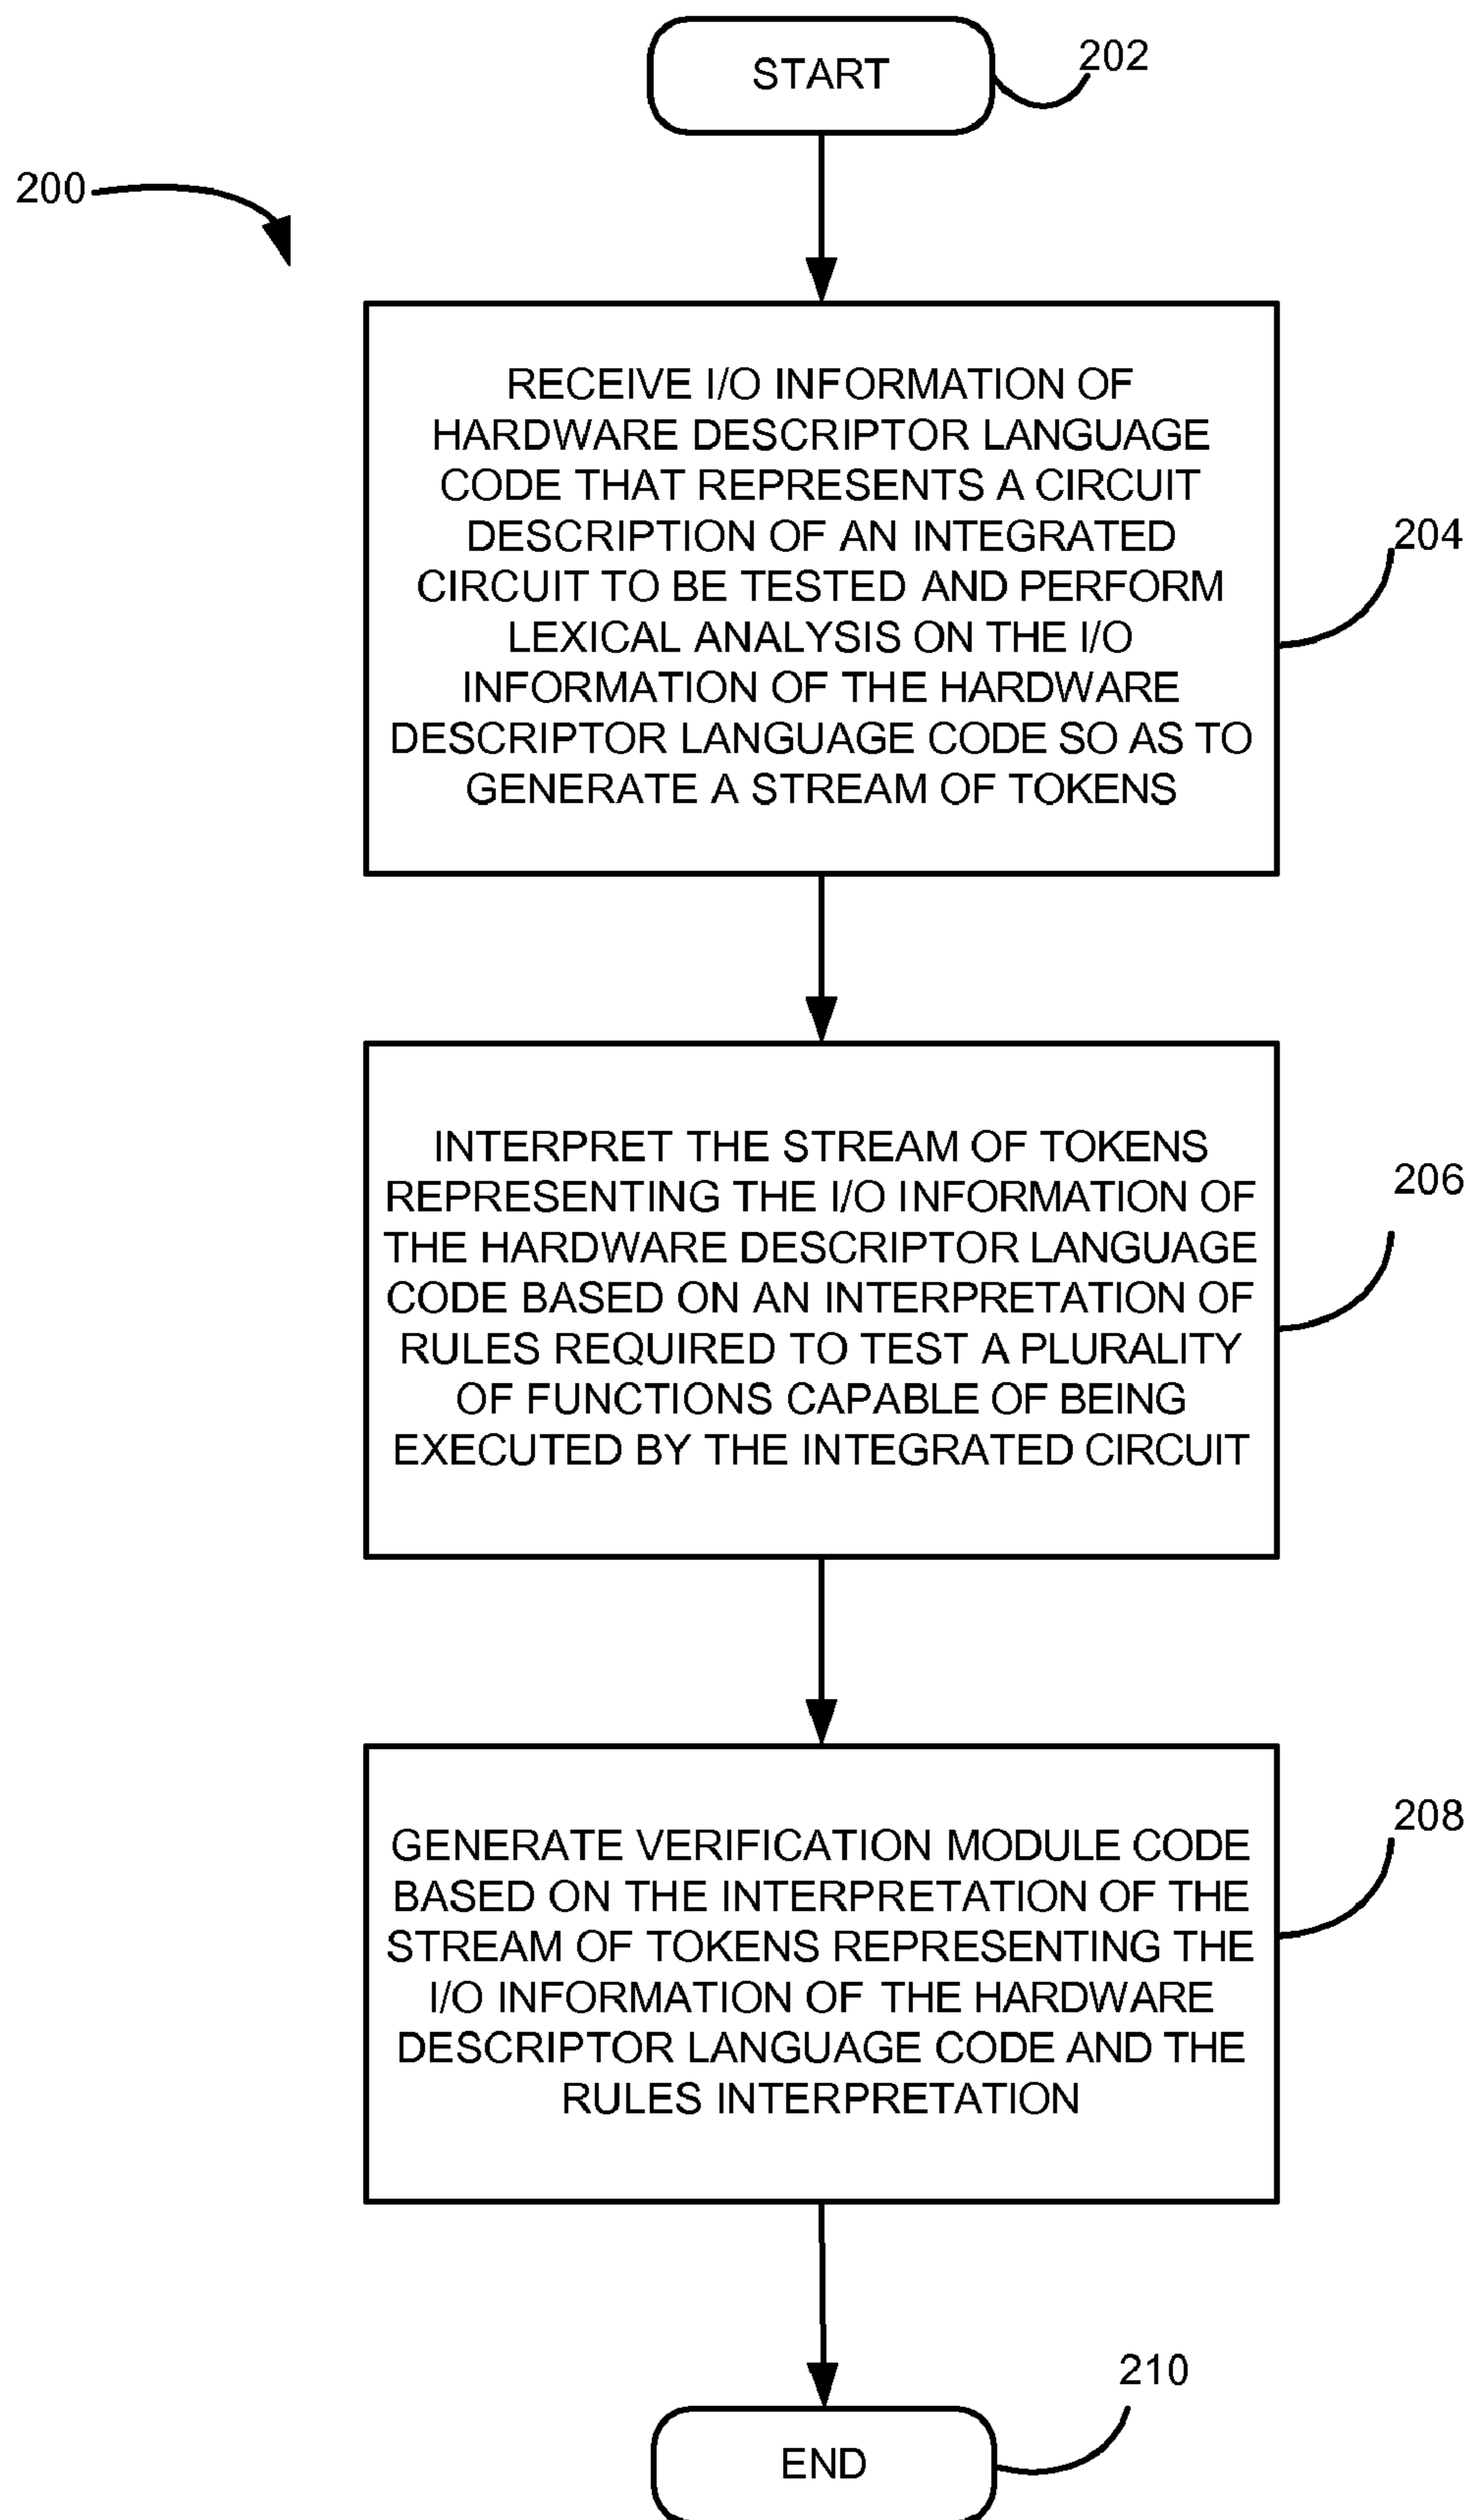 START
202
200
RECEIVE I/O INFORMATION OF
HARDWARE DESCRIPTOR LANGUAGE
CODE THAT REPRESENTS A CIRCUIT
DESCRIPTION OF AN INTEGRATED
CIRCUIT TO BE TESTED AND PERFORM
LEXICAL ANALYSIS ON THE I/O
INFORMATION OF THE HARDWARE
DESCRIPTOR LANGUAGE CODE SO AS TO
GENERATE A STREAM OF TOKENS
204
INTERPRET THE STREAM OF TOKENS
REPRESENTING THE I/O INFORMATION OF
THE HARDWARE DESCRIPTOR LANGUAGE
CODE BASED ON AN INTERPRETATION OF
RULES REQUIRED TO TEST A PLURALITY
OF FUNCTIONS CAPABLE OF BEING
EXECUTED BY THE INTEGRATED CIRCUIT
206
GENERATE VERIFICATION MODULE CODE
BASED ON THE INTERPRETATION OF THE
STREAM OF TOKENS REPRESENTING THE
I/O INFORMATION OF THE HARDWARE
DESCRIPTOR LANGUAGE CODE AND THE
RULES INTERPRETATION
208
END
210